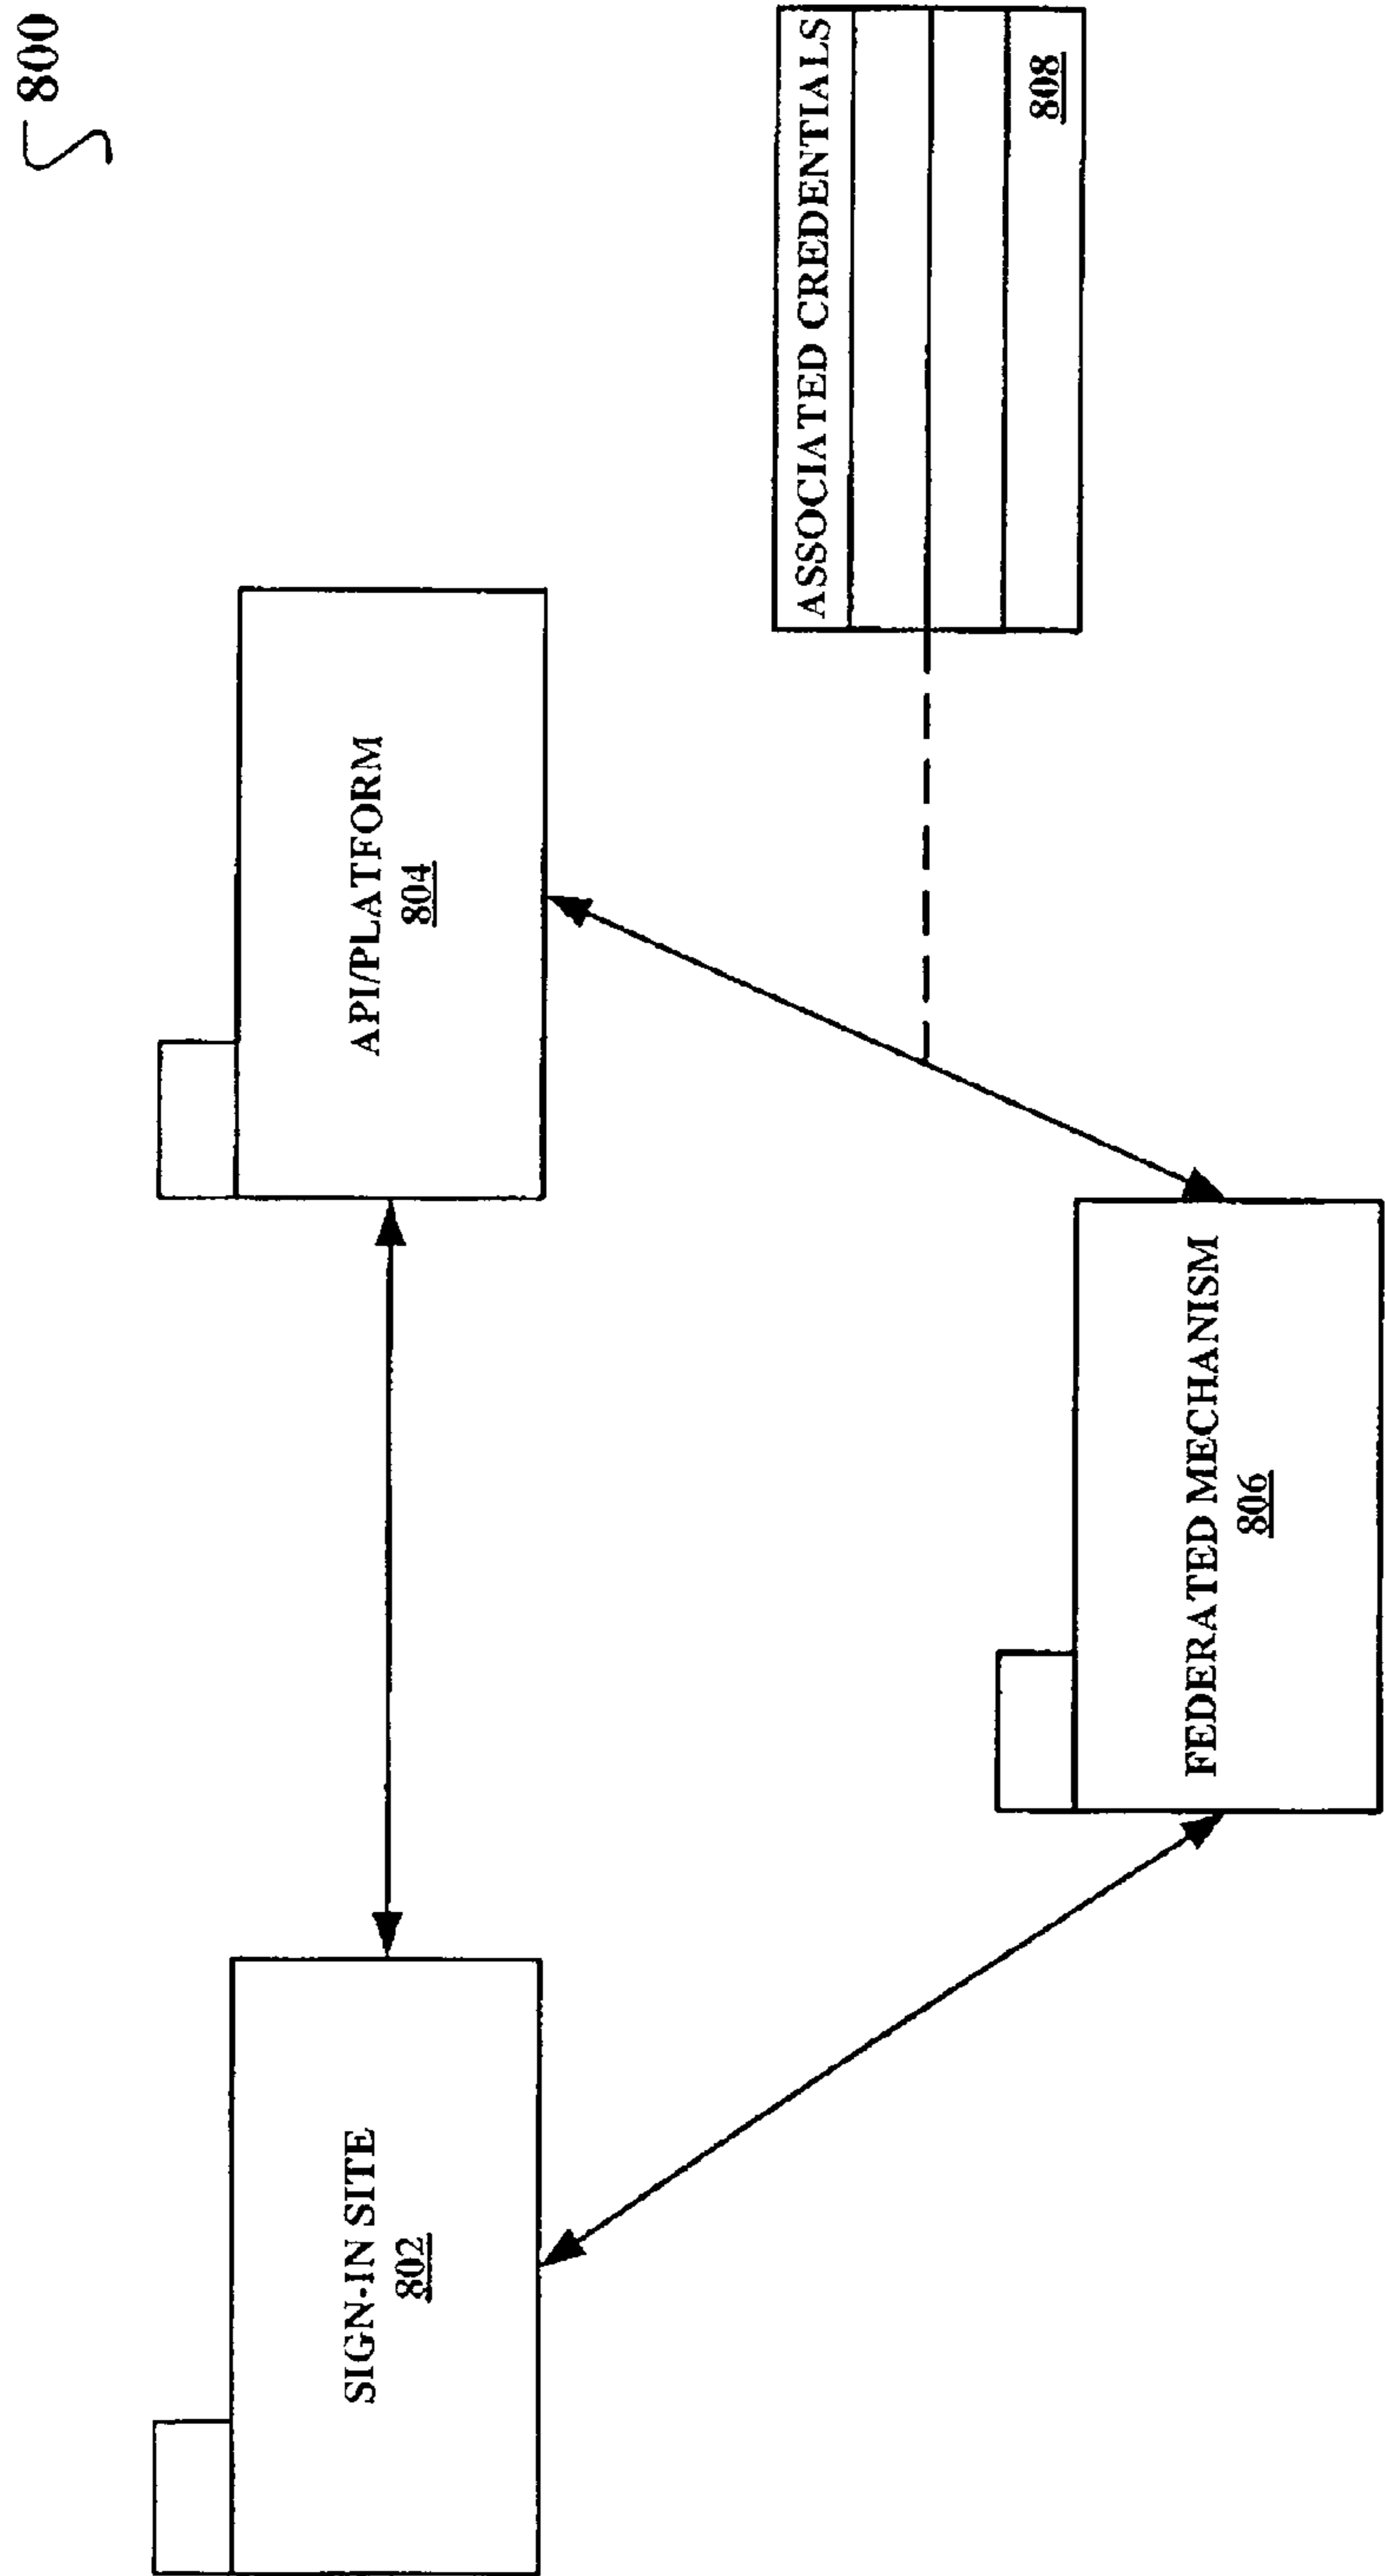 800
SIGN-IN SITE
802
API/PLATFORM
804
FEDERATED MECHANISM
806
ASSOCIATED CREDENTIALS
808